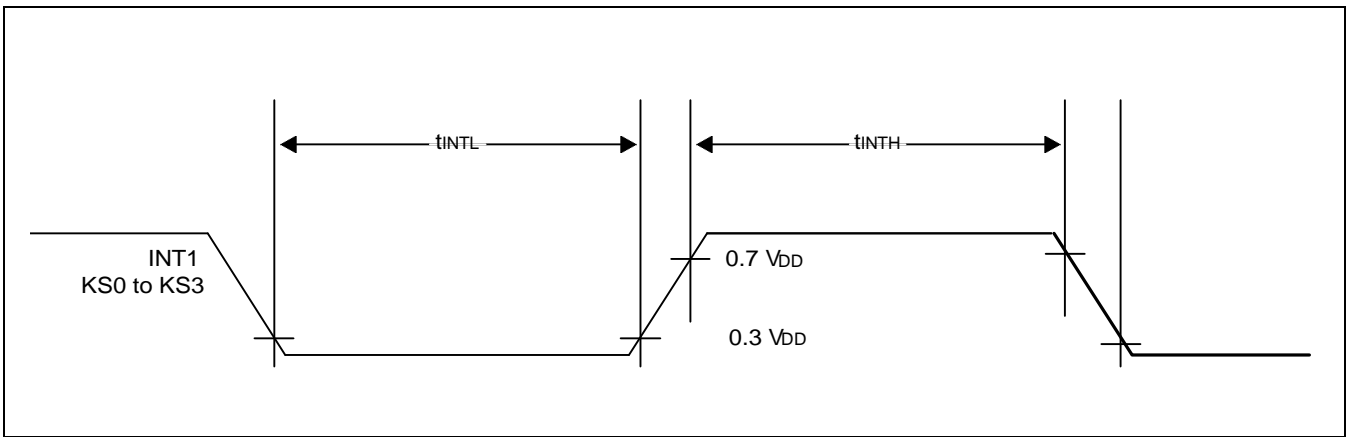 tINTL
tINTH
INT1
KS0 to KS3
0.7 VDD
0.3 VDD